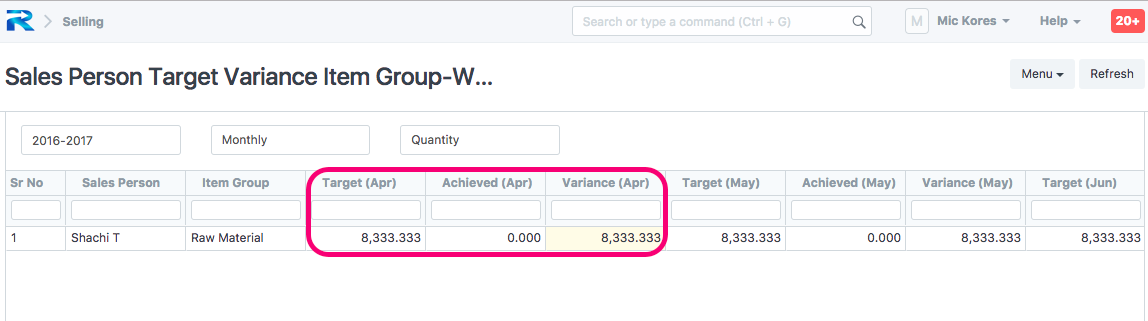 Selling Search or type a command (Ctrl + G) M Mic Kores Help 20+
Sales Person Target Variance Item Group-W... Menu Refresh
2016-2017 Monthly Quantity
Sr No Sales Person Item Group Target (Apr) Achieved (Apr) Variance (Apr) Target (May) Achieved (May) Variance (May) Target (Jun)
1 Shachi T Raw Material 8,333.333 0.000 8,333.333 8,333.333 0.000 8,333.333 8,333.333